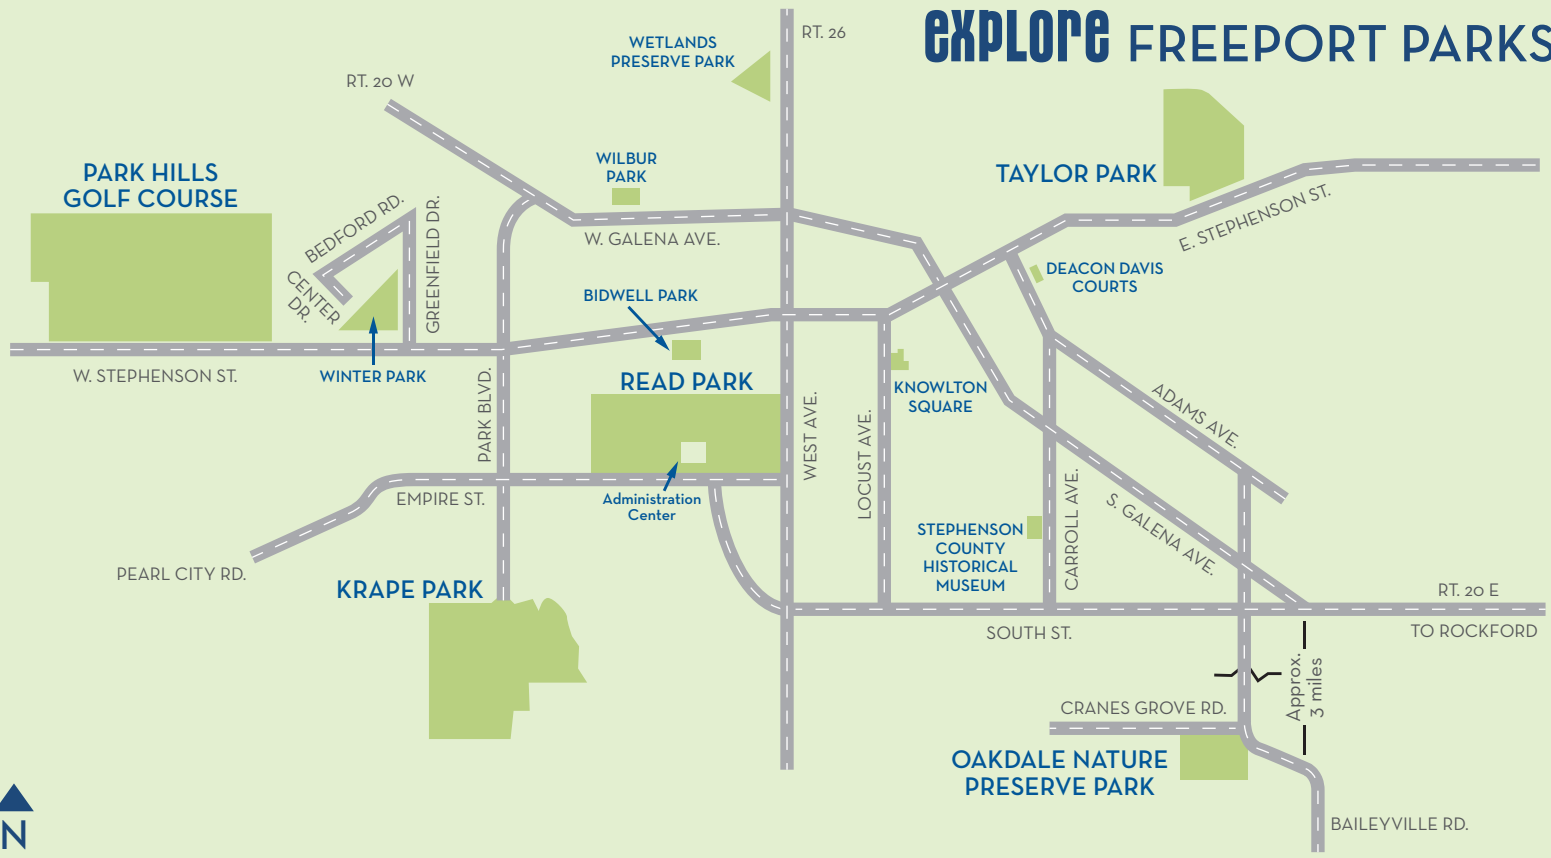 explore FREEPORT PARKS
RT. 26
WETLANDS
PRESERVE PARK
RT. 20 W
WILBUR
PARK
TAYLOR PARK
PARK HILLS
GOLF COURSE
BEDFORD RD.
GREENFIELD DR.
CENTER
DR.
W. GALENA AVE.
E. STEPHENSON ST.
DEACON DAVIS
COURTS
BIDWELL PARK
W. STEPHENSON ST.
WINTER PARK
READ PARK
KNOWLTON
SQUARE
PARK BLVD.
WEST AVE.
LOCUST AVE.
ADAMS AVE.
EMPIRE ST.
Administration
Center
S. GALENA AVE.
CARROLL AVE.
STEPHENSON
COUNTY
HISTORICAL
MUSEUM
PEARL CITY RD.
KRAPE PARK
RT. 20 E
SOUTH ST.
TO ROCKFORD
Approx.
3 miles
CRANES GROVE RD.
OAKDALE NATURE
PRESERVE PARK
BAILEYVILLE RD.
N